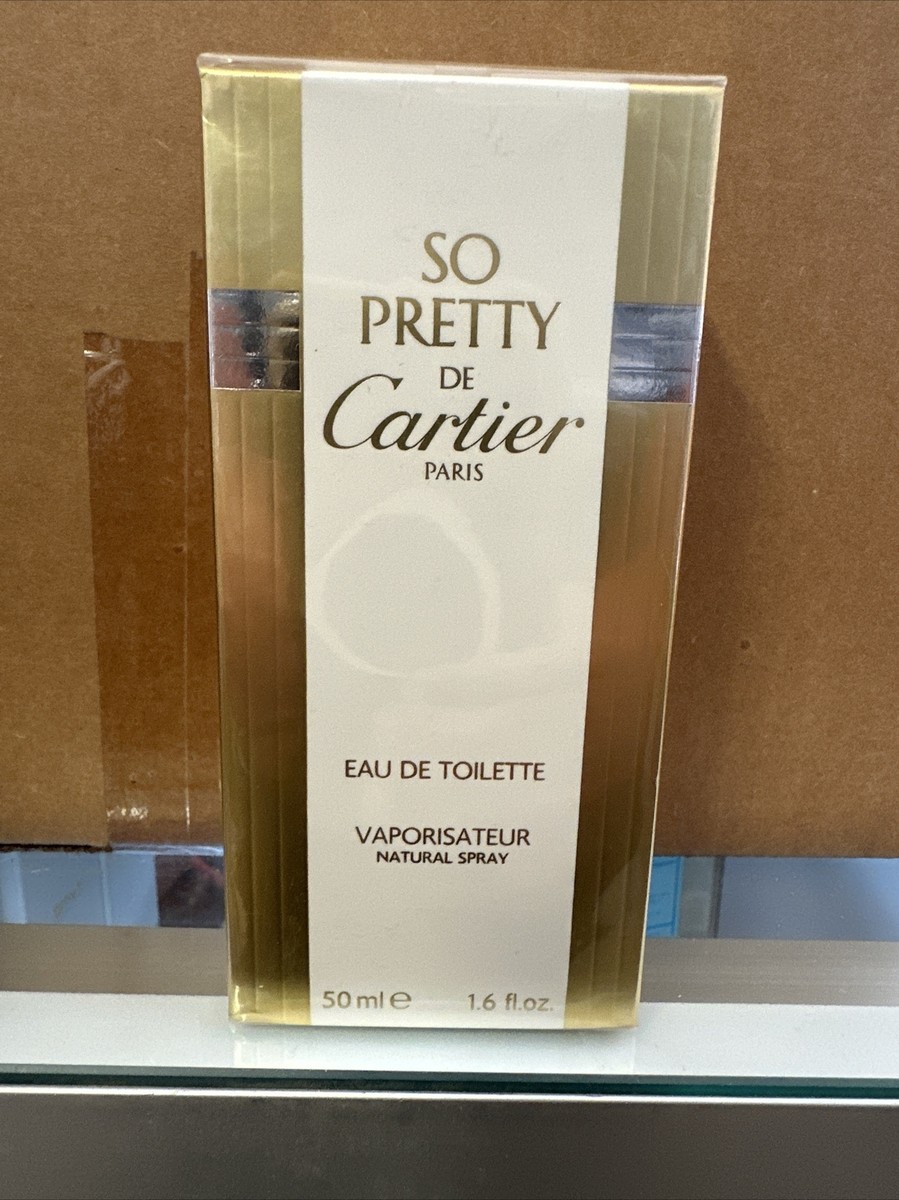 SO
PRETTY
DE
Cartier
PARIS
EAU DE TOILETTE
VAPORISATEUR
NATURAL SPRAY
50 ml ℮ 1.6 fl.oz.